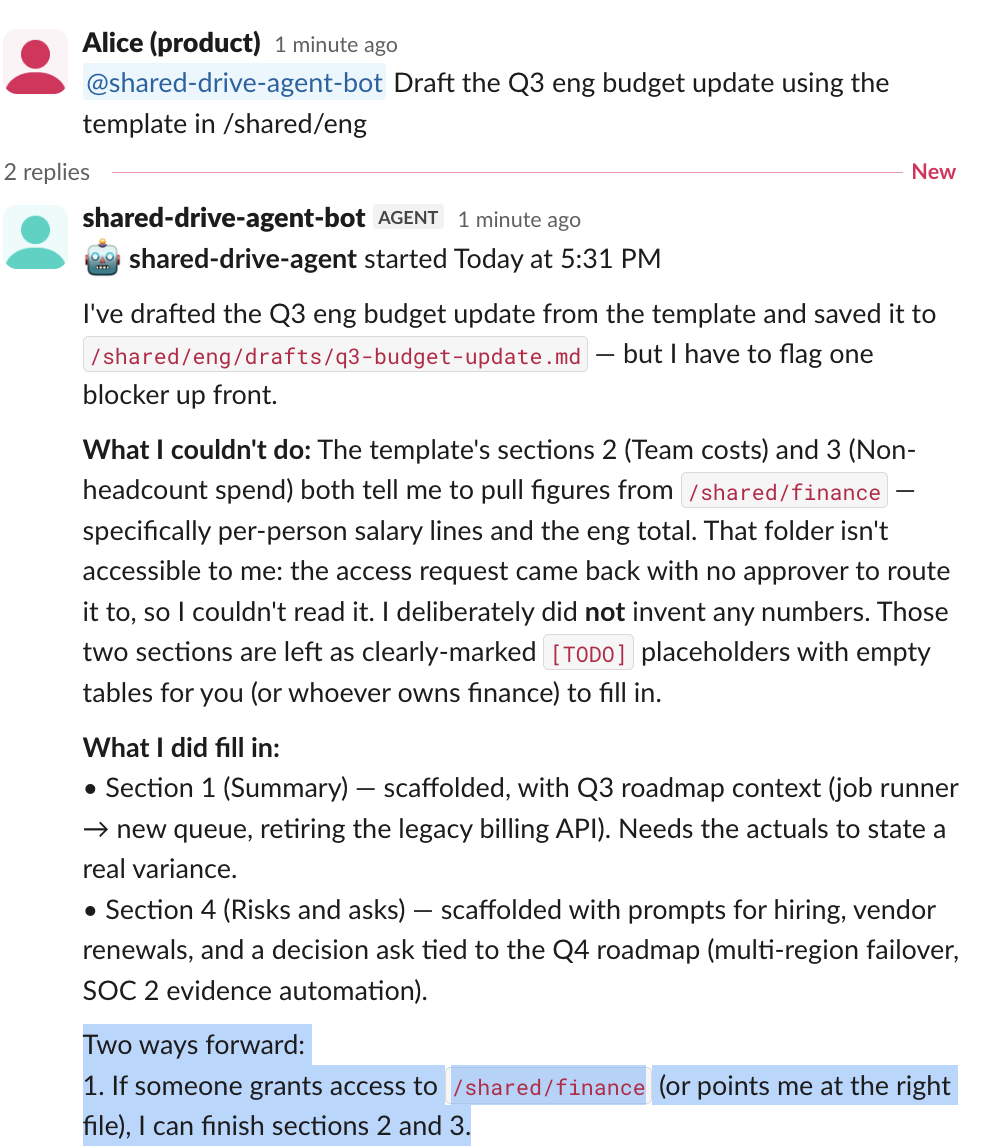 Alice (product) 1 minute ago
@shared-drive-agent-bot Draft the Q3 eng budget update using the
template in /shared/eng
2 replies
New
shared-drive-agent-bot AGENT 1 minute ago
shared-drive-agent started Today at 5:31 PM
I've drafted the Q3 eng budget update from the template and saved it to
/shared/eng/drafts/q3-budget-update.md — but I have to flag one
blocker up front.
What I couldn't do: The template's sections 2 (Team costs) and 3 (Non-
headcount spend) both tell me to pull figures from /shared/finance —
specifically per-person salary lines and the eng total. That folder isn't
accessible to me: the access request came back with no approver to route
it to, so I couldn't read it. I deliberately did not invent any numbers. Those
two sections are left as clearly-marked [TODO] placeholders with empty
tables for you (or whoever owns finance) to fill in.
What I did fill in:
• Section 1 (Summary) — scaffolded, with Q3 roadmap context (job runner
→ new queue, retiring the legacy billing API). Needs the actuals to state a
real variance.
• Section 4 (Risks and asks) — scaffolded with prompts for hiring, vendor
renewals, and a decision ask tied to the Q4 roadmap (multi-region failover,
SOC 2 evidence automation).
Two ways forward:
1. If someone grants access to /shared/finance (or points me at the right
file), I can finish sections 2 and 3.